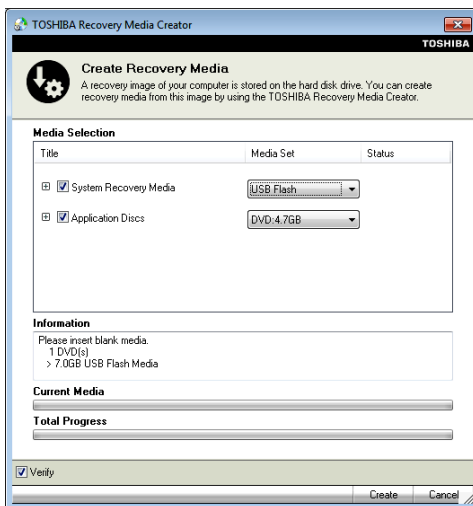 TOSHIBA Recovery Media Creator
TOSHIBA
Create Recovery Media
A recovery image of your computer is stored on the hard disk drive. You can create
recovery media from this image by using the TOSHIBA Recovery Media Creator.
Media Selection
Title Media Set Status
System Recovery Media USB Flash
Application Discs DVD:4.7GB
Information
Please insert blank media.
1 DVD(s)
> 7.0GB USB Flash Media
Current Media
Total Progress
Verify
Create Cancel